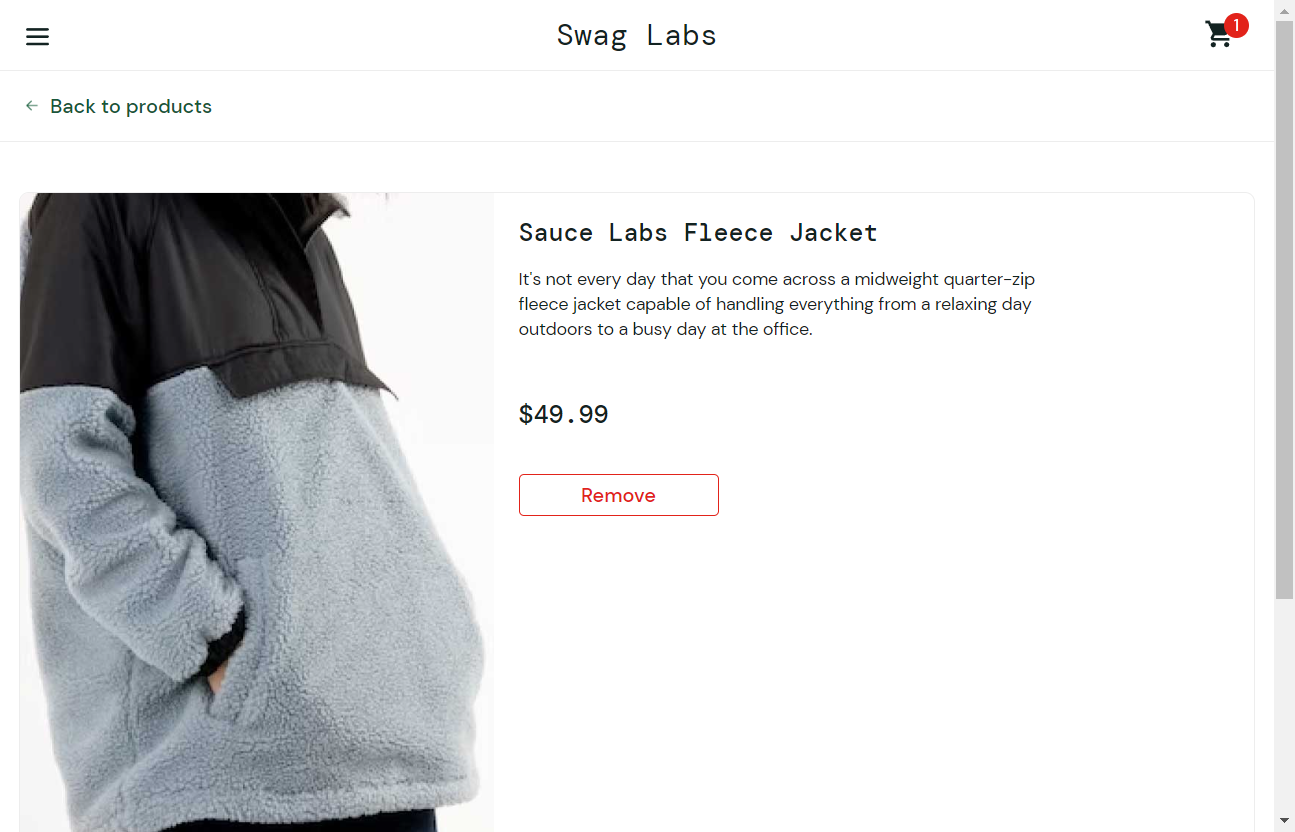 Swag Labs
1
Back to products
Sauce Labs Fleece Jacket
It's not every day that you come across a midweight quarter-zip
fleece jacket capable of handling everything from a relaxing day
outdoors to a busy day at the office.
$49.99
Remove